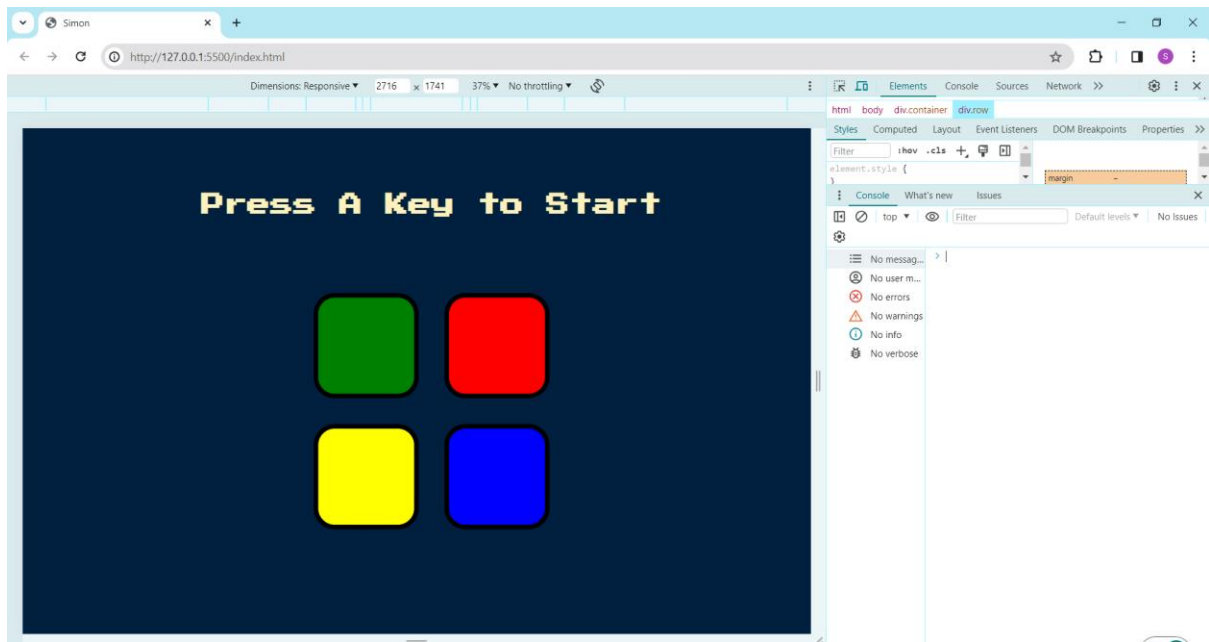 Simon
http://127.0.0.1:5500/index.html
S
Dimensions: Responsive 2716 x 1741 37% No throttling
Elements Console Sources Network
html body div.container div.row
Styles Computed Layout Event Listeners DOM Breakpoints Properties
Filter :hov .cls
element.style {
}
margin -
Console What's new Issues
top Filter Default levels No Issues
No messag...
No user m...
No errors
No warnings
No info
No verbose
Press A Key to Start